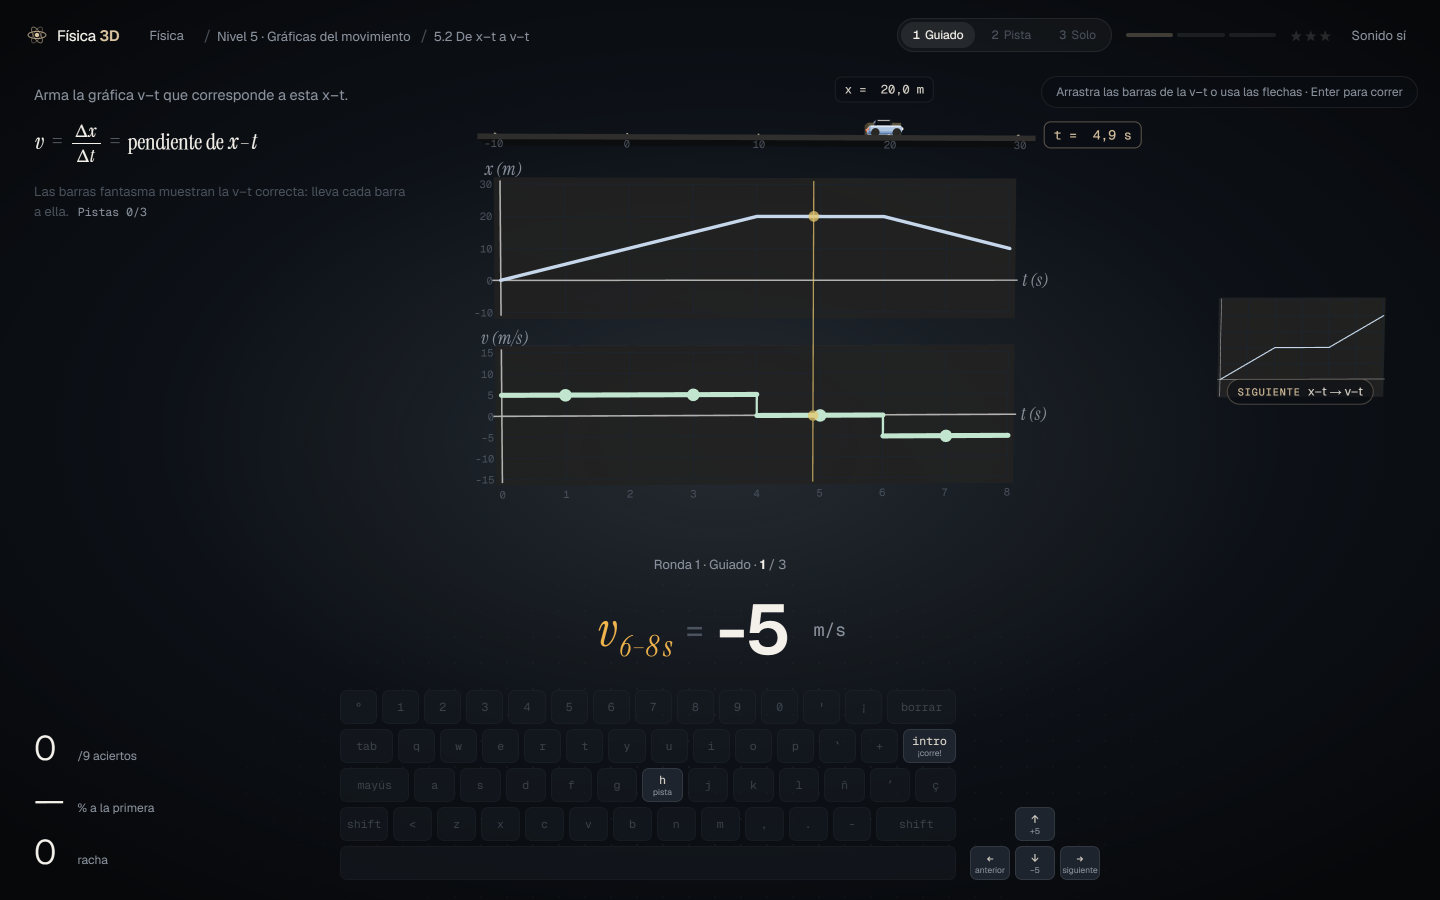 Física 3D
Física / Nivel 5 · Gráficas del movimiento / 5.2 De x–t a v–t
1 Guiado 2 Pista 3 Solo
★★★
Sonido sí
Arma la gráfica v–t que corresponde a esta x–t.
v = Δx / Δt = pendiente de x – t
Las barras fantasma muestran la v–t correcta: lleva cada barra
a ella. Pistas 0/3
x = 20,0 m
Arrastra las barras de la v–t o usa las flechas · Enter para correr
t = 4,9 s
-10 0 10 20 30
x (m)
30
20
10
0
-10
t (s)
v (m/s)
15
10
5
0
-5
-10
-15
t (s)
0 1 2 3 4 5 6 7 8
SIGUIENTE x–t → v–t
Ronda 1 · Guiado · 1 / 3
v6–8 s = -5 m/s
0 /9 aciertos
— % a la primera
0 racha
º 1 2 3 4 5 6 7 8 9 0 ' ¡ borrar
tab q w e r t y u i o p ` + intro
¡corre!
mayús a s d f g h j k l ñ ´ ç
pista
shift < z x c v b n m , . - shift
↑
+5
← ↓ →
anterior −5 siguiente